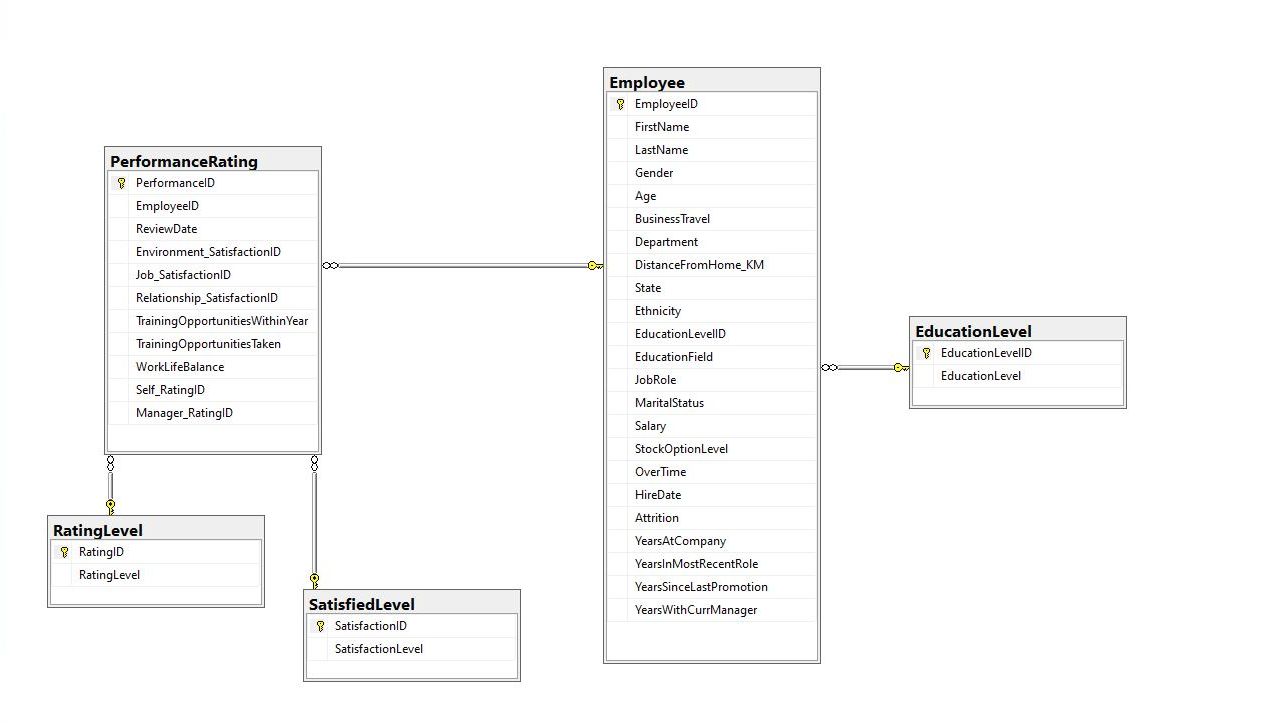 Employee
EmployeeID
FirstName
LastName
Gender
Age
BusinessTravel
Department
DistanceFromHome_KM
State
Ethnicity
EducationLevelID
EducationField
JobRole
MaritalStatus
Salary
StockOptionLevel
OverTime
HireDate
Attrition
YearsAtCompany
YearsInMostRecentRole
YearsSinceLastPromotion
YearsWithCurrManager
PerformanceRating
PerformanceID
EmployeeID
ReviewDate
Environment_SatisfactionID
Job_SatisfactionID
Relationship_SatisfactionID
TrainingOpportunitiesWithinYear
TrainingOpportunitiesTaken
WorkLifeBalance
Self_RatingID
Manager_RatingID
EducationLevel
EducationLevelID
EducationLevel
RatingLevel
RatingID
RatingLevel
SatisfiedLevel
SatisfactionID
SatisfactionLevel